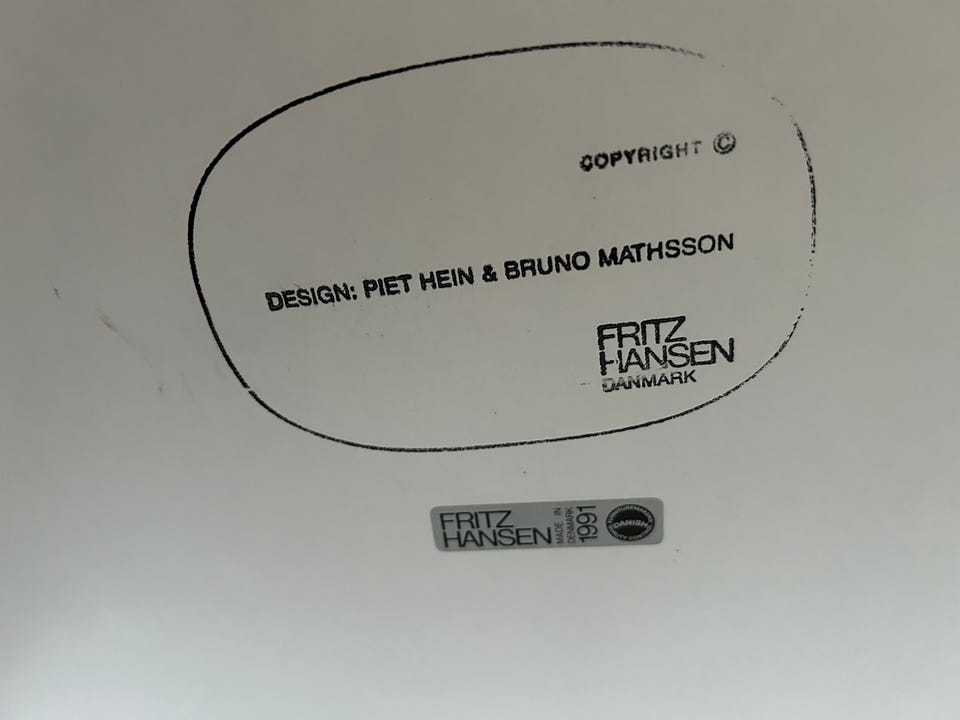 COPYRIGHT ©
DESIGN: PIET HEIN & BRUNO MATHSSON
FRITZ
HANSEN
DANMARK
FRITZ
HANSEN
MADE IN
DENMARK
1991
DANISH